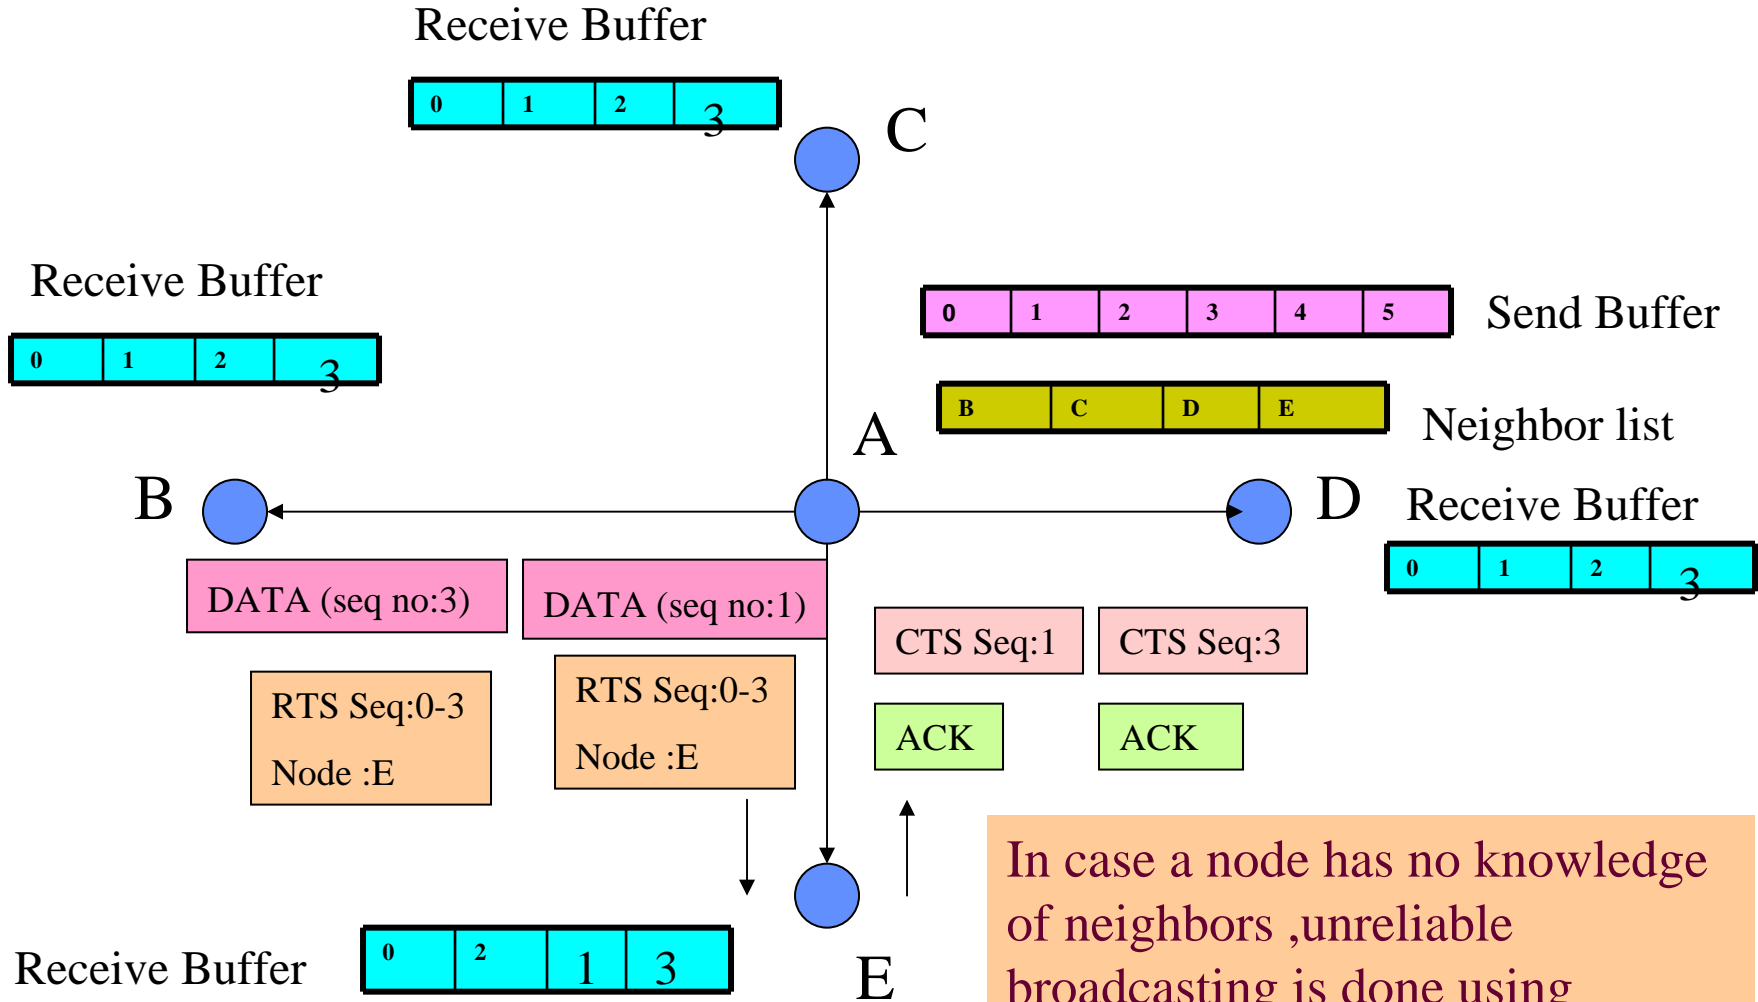 Receive Buffer
0 1 2 3
C
Receive Buffer
0 1 2 3
0 1 2 3 4 5
Send Buffer
B C D E
Neighbor list
A
B
D
Receive Buffer
0 1 2 3
DATA (seq no:3)
DATA (seq no:1)
CTS Seq:1
CTS Seq:3
RTS Seq:0-3
Node :E
RTS Seq:0-3
Node :E
ACK
ACK
In case a node has no knowledge
of neighbors ,unreliable
broadcasting is done using
Receive Buffer
0 2 1 3
E